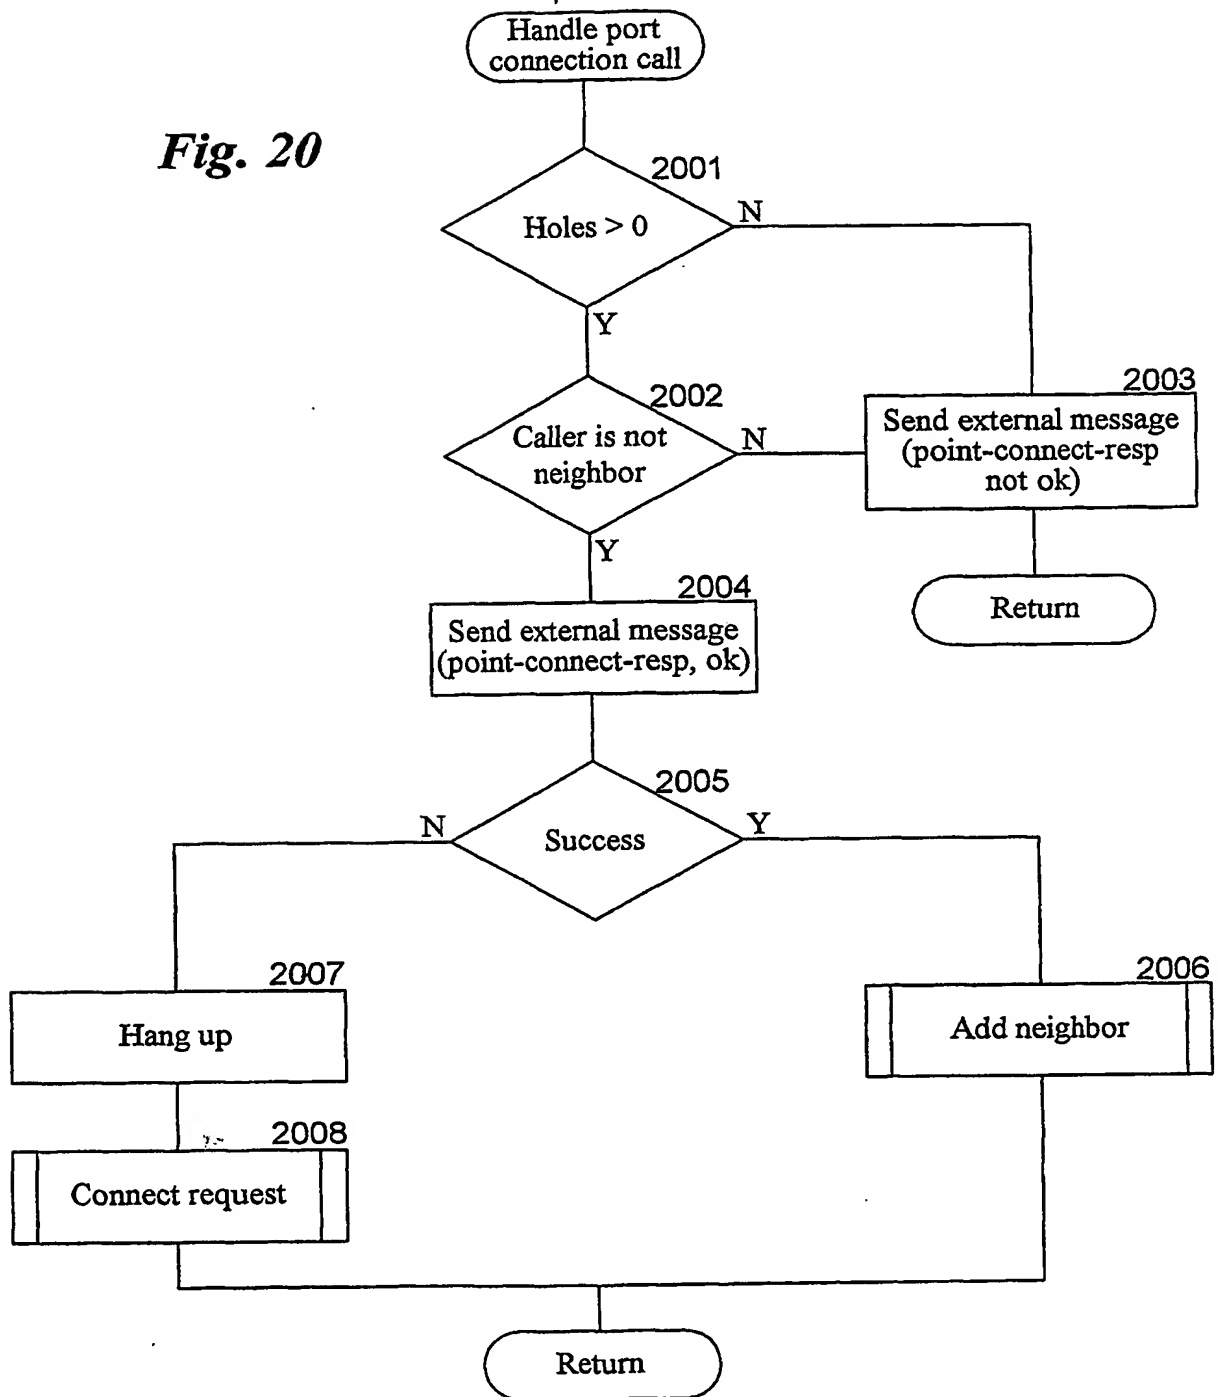 Handle port
connection call
Fig. 20
2001
Holes > 0
N
Y
2002
Caller is not
neighbor
N
2003
Send external message
(point-connect-resp
not ok)
Y
Return
2004
Send external message
(point-connect-resp, ok)
2005
Success
N
Y
2007
Hang up
2006
Add neighbor
2008
Connect request
Return